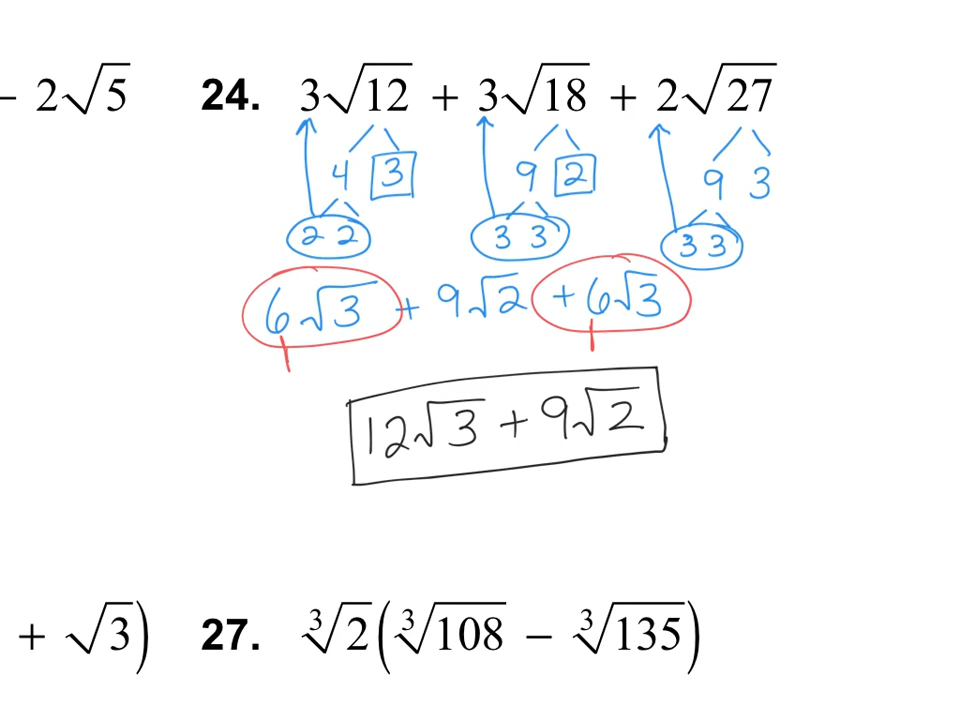 − 2√5 24. 3√12 + 3√18 + 2√27
4 3 9 2 9 3
2 2 3 3 3 3
6√3 + 9√2 + 6√3
12√3 + 9√2
+ √3) 27. ∛2(∛108 − ∛135)